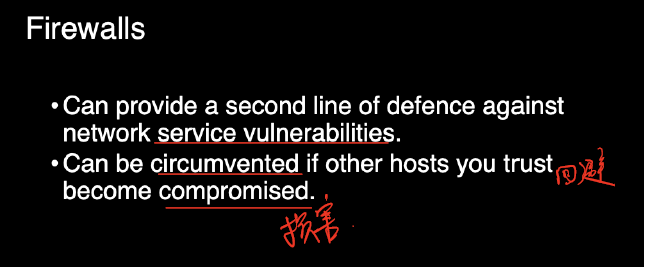 Firewalls
• Can provide a second line of defence against
network service vulnerabilities.
• Can be circumvented if other hosts you trust
回避
become compromised.
损害.